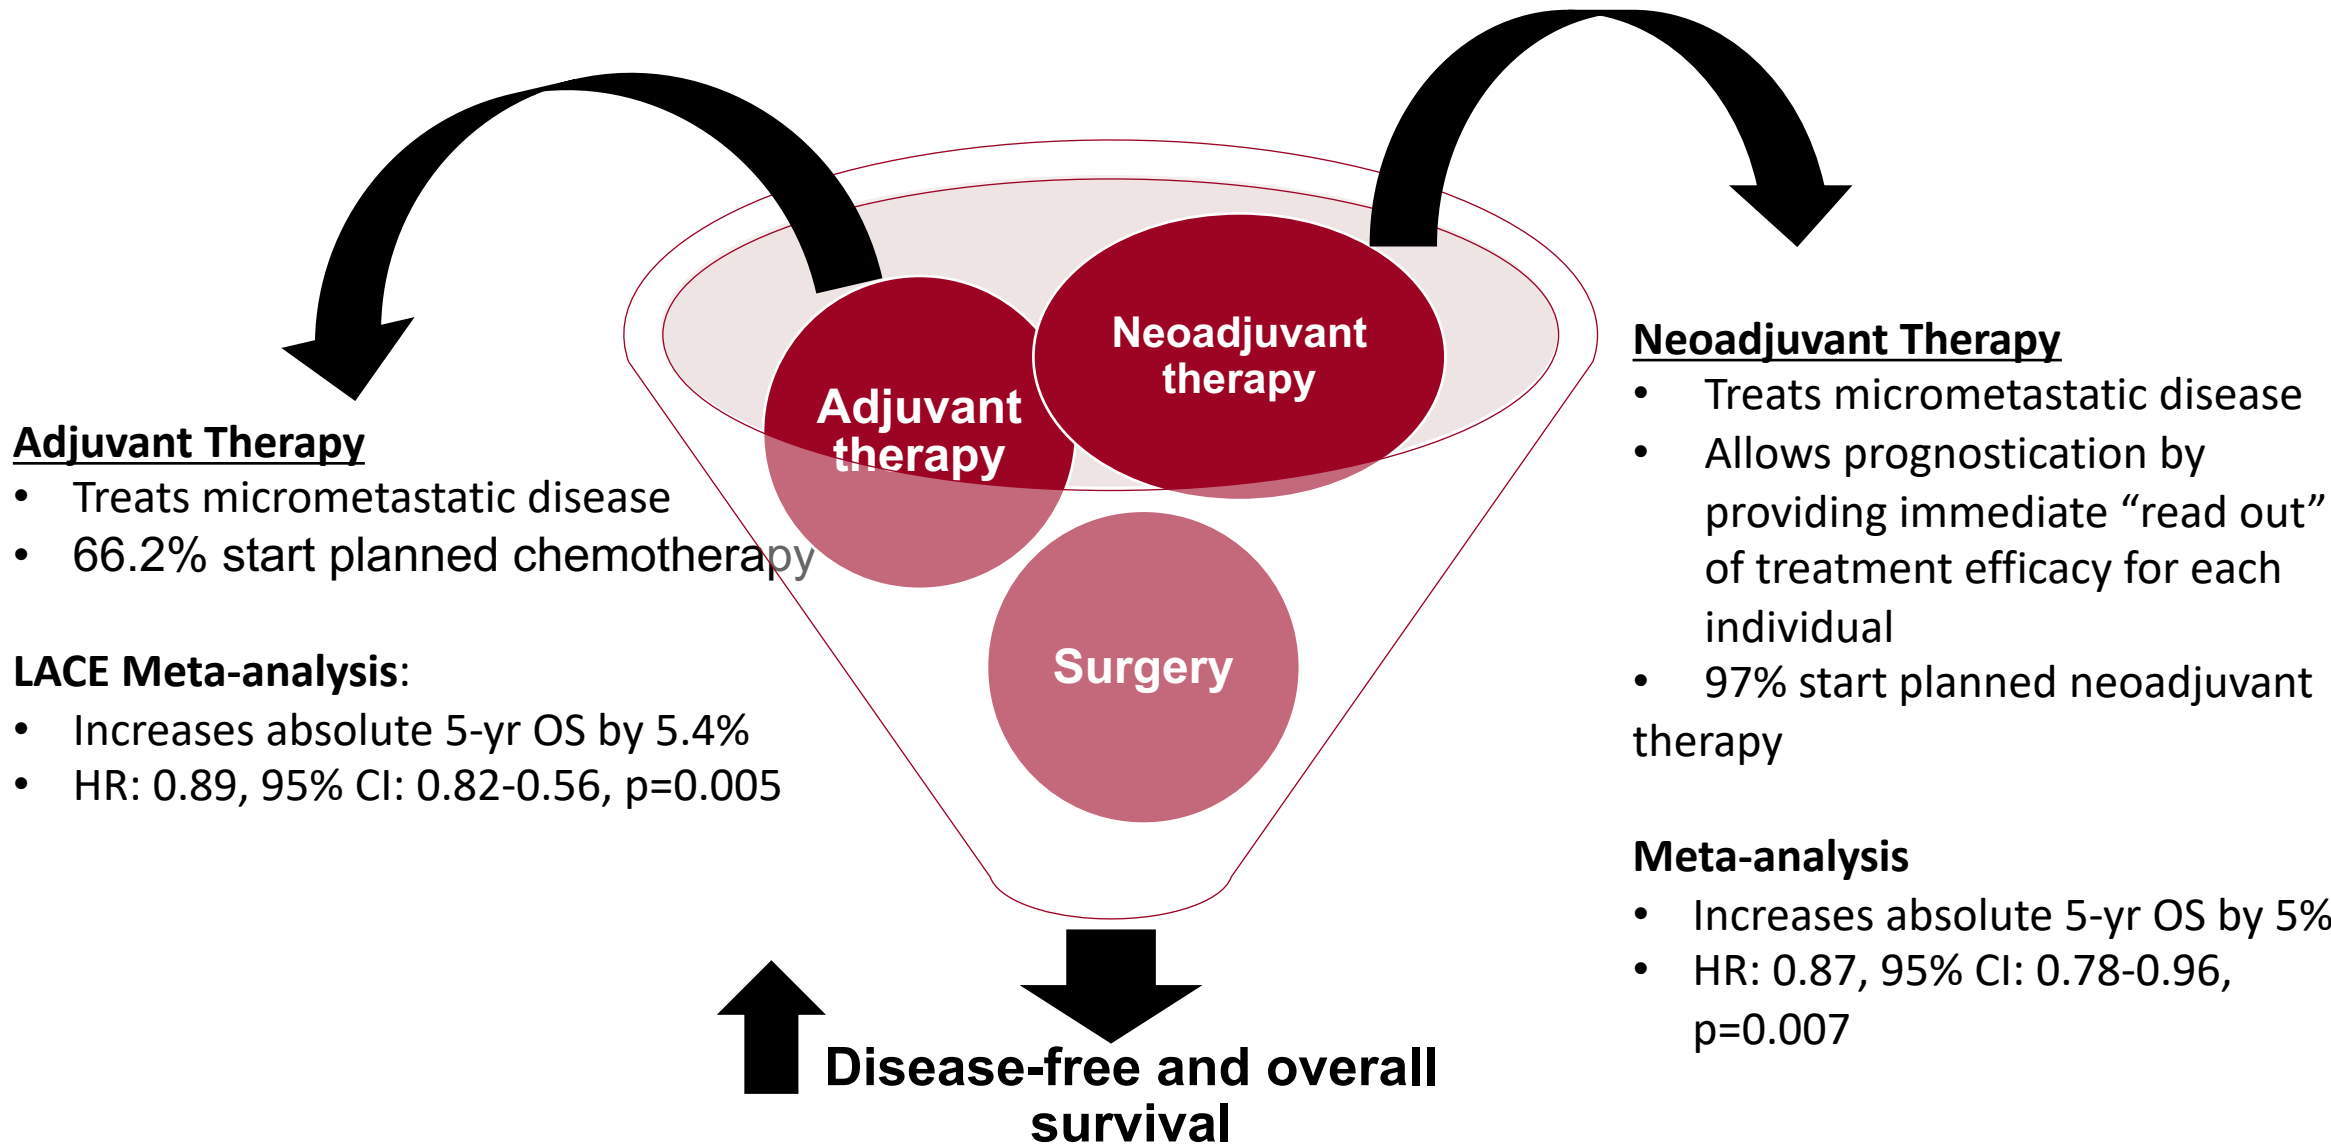 Adjuvant
therapy
Neoadjuvant
therapy
Surgery
Adjuvant Therapy
• Treats micrometastatic disease
• 66.2% start planned chemotherapy
LACE Meta-analysis:
• Increases absolute 5-yr OS by 5.4%
• HR: 0.89, 95% CI: 0.82-0.56, p=0.005
Neoadjuvant Therapy
• Treats micrometastatic disease
• Allows prognostication by
providing immediate “read out”
of treatment efficacy for each
individual
• 97% start planned neoadjuvant
therapy
Meta-analysis
• Increases absolute 5-yr OS by 5%
• HR: 0.87, 95% CI: 0.78-0.96,
p=0.007
Disease-free and overall
survival